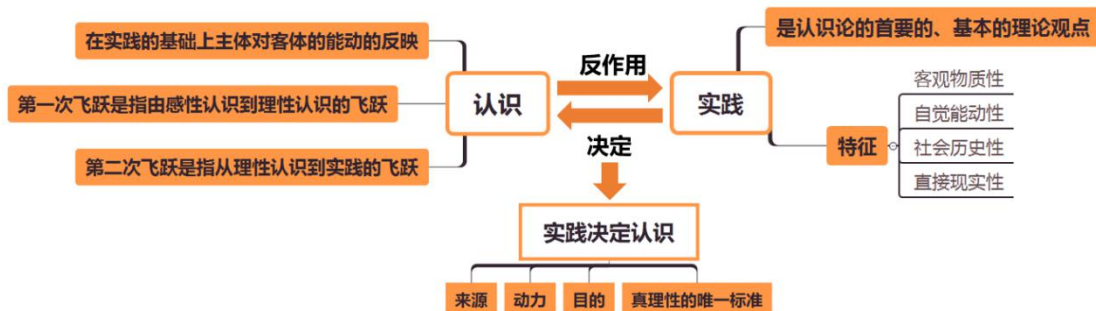 在实践的基础上主体对客体的能动的反映
第一次飞跃是指由感性认识到理性认识的飞跃
第二次飞跃是指从理性认识到实践的飞跃
认识
反作用
决定
实践
是认识论的首要的、基本的理论观点
特征
客观物质性
自觉能动性
社会历史性
直接现实性
实践决定认识
来源
动力
目的
真理性的唯一标准